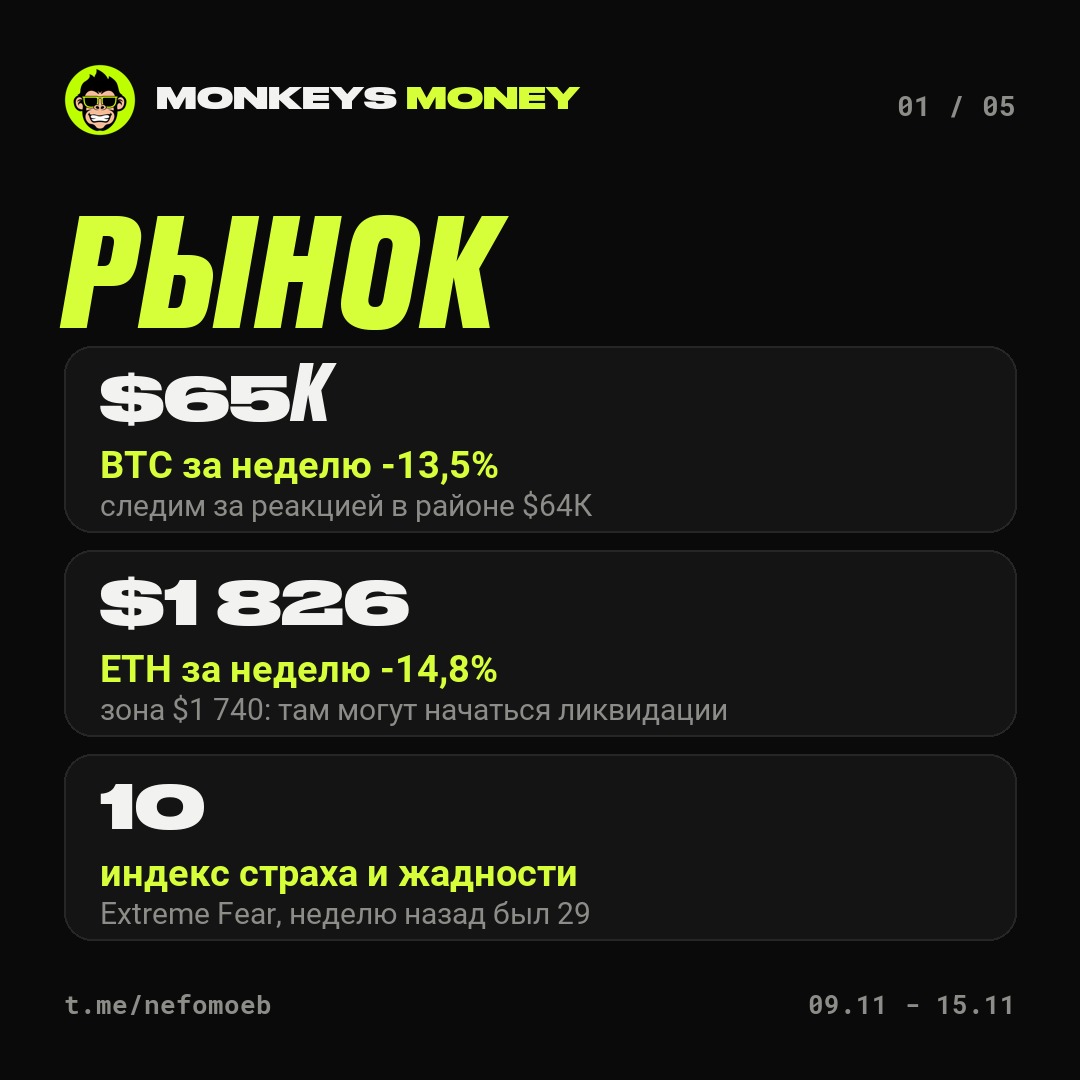 MONKEYS MONEY
01 / 05
РЫНОК
$65K
BTC за неделю -13,5%
следим за реакцией в районе $64К
$1 826
ETH за неделю -14,8%
зона $1 740: там могут начаться ликвидации
10
индекс страха и жадности
Extreme Fear, неделю назад был 29
t.me/nefomoeb
09.11 - 15.11